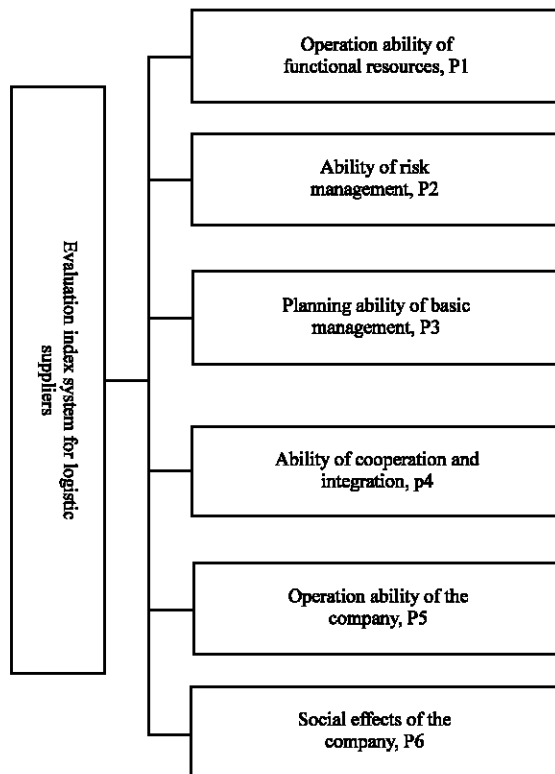 Evaluation index system for logistic
suppliers
Operation ability of
functional resources, P1
Ability of risk
management, P2
Planning ability of basic
management, P3
Ability of cooperation and
integration, p4
Operation ability of the
company, P5
Social effects of the
company, P6